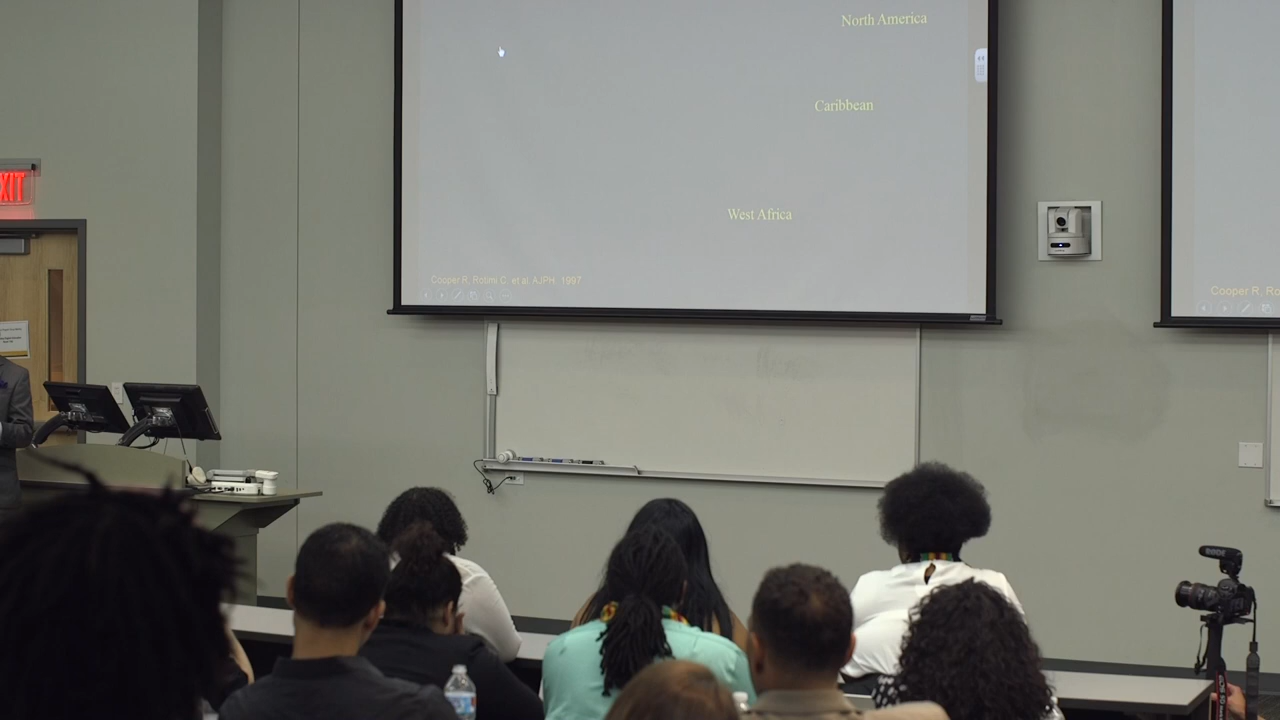 North America
Caribbean
West Africa
Cooper R, Rotimi C. et al. AJPH, 1997
Cooper R, Ro
EXIT